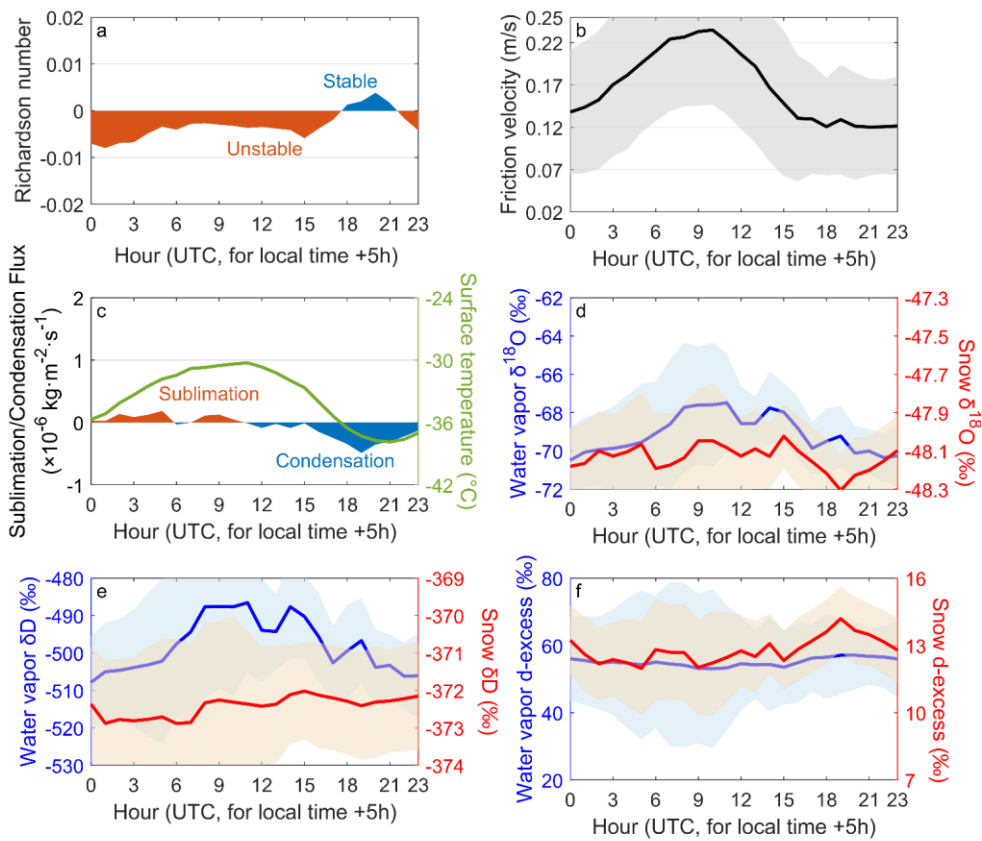 a
0.02
0.01
0
-0.01
-0.02
Richardson number
Stable
Unstable
0 3 6 9 12 15 18 21 23
Hour (UTC, for local time +5h)
b
0.25
0.22
0.17
0.12
0.07
0.02
Friction velocity (m/s)
0 3 6 9 12 15 18 21 23
Hour (UTC, for local time +5h)
c
2
1
0
-1
Sublimation/Condensation Flux
(×10⁻⁶ kg·m⁻²·s⁻¹)
Sublimation
Condensation
-24
-30
-36
-42
Surface temperature (°C)
0 3 6 9 12 15 18 21 23
Hour (UTC, for local time +5h)
d
-62
-64
-66
-68
-70
-72
Water vapor δ¹⁸O (‰)
-47.3
-47.5
-47.7
-47.9
-48.1
-48.3
Snow δ¹⁸O
(‰)
0 3 6 9 12 15 18 21 23
Hour (UTC, for local time +5h)
e
-480
-490
-500
-510
-520
-530
Water vapor δD (‰)
-369
-370
-371
-372
-373
-374
Snow δD
(‰)
0 3 6 9 12 15 18 21 23
Hour (UTC, for local time +5h)
f
80
60
40
20
Water vapor d-excess (‰)
16
13
10
7
Snow d-excess (‰)
0 3 6 9 12 15 18 21 23
Hour (UTC, for local time +5h)